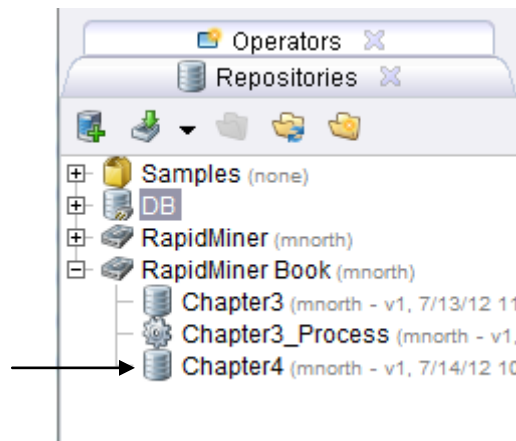 Operators
Repositories
Samples (none)
DB
RapidMiner (mnorth)
RapidMiner Book (mnorth)
Chapter3 (mnorth - v1, 7/13/12 11
Chapter3_Process (mnorth - v1,
Chapter4 (mnorth - v1, 7/14/12 10